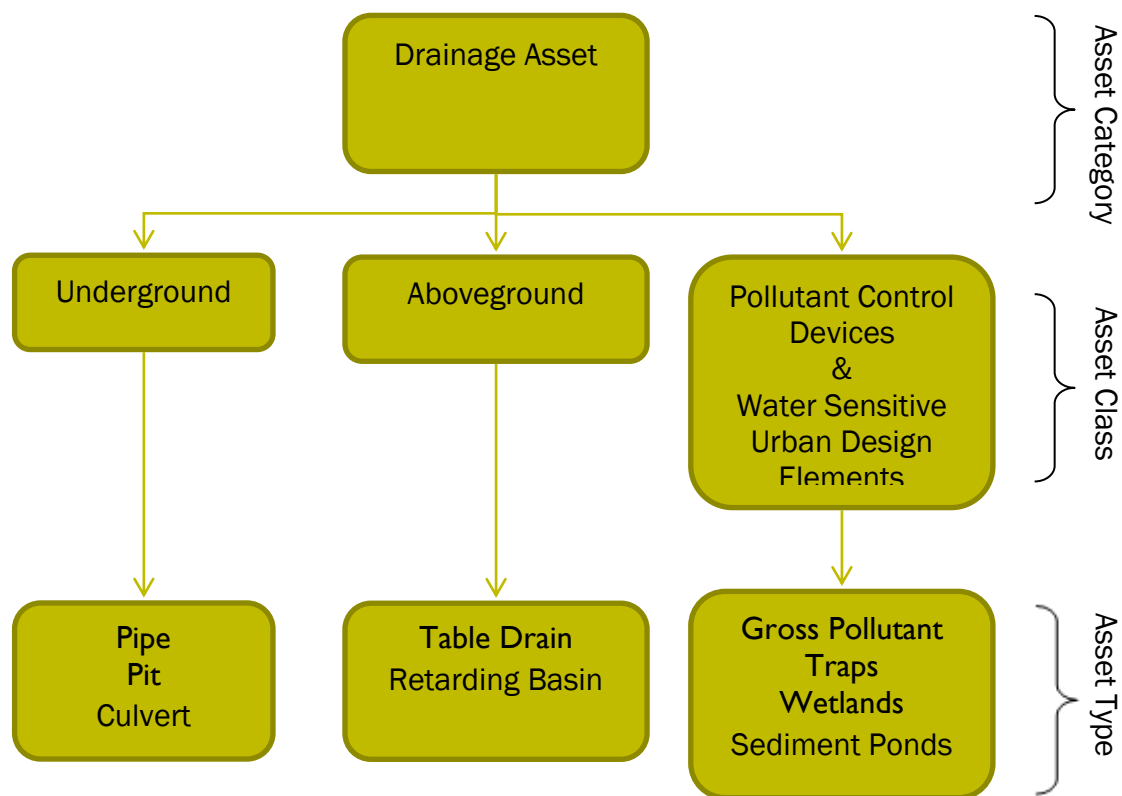 Drainage Asset
Asset Category
Underground
Aboveground
Pollutant Control
Devices
&
Water Sensitive
Urban Design
Elements
Asset Class
Pipe
Pit
Culvert
Table Drain
Retarding Basin
Gross Pollutant
Traps
Wetlands
Sediment Ponds
Asset Type